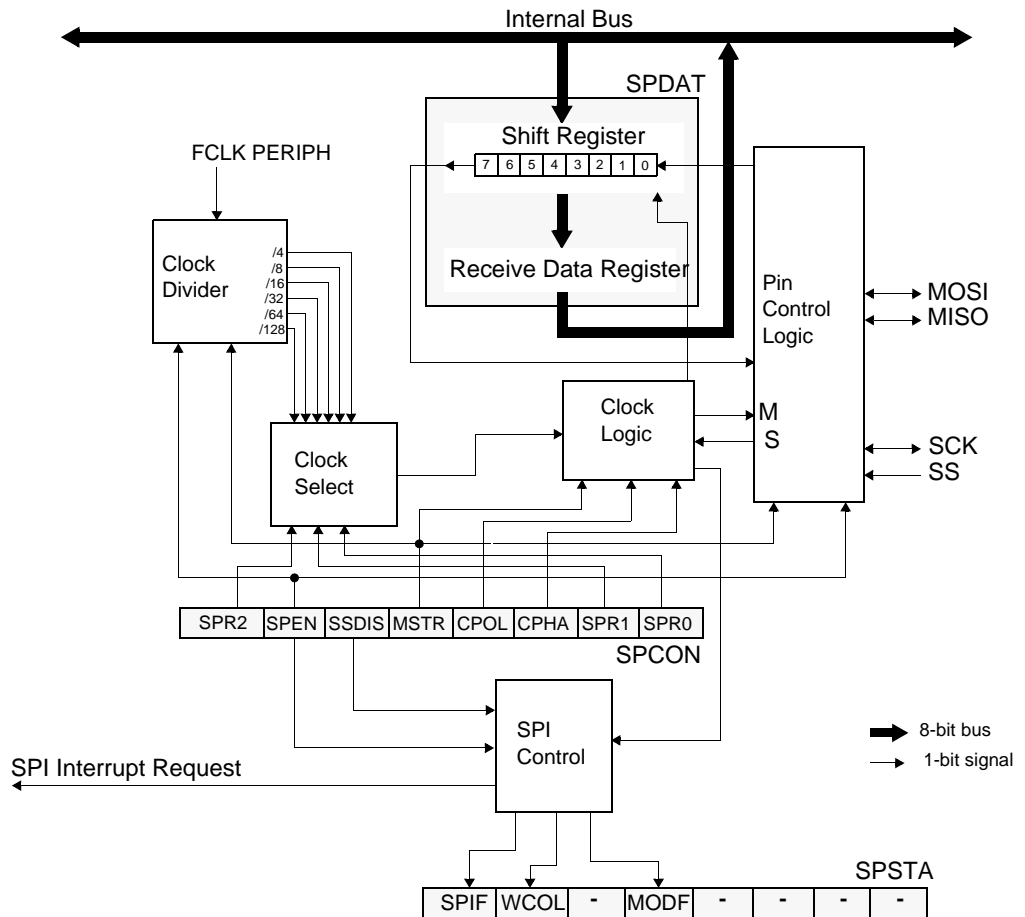 Internal Bus
SPDAT
Shift Register
7 6 5 4 3 2 1 0
FCLK PERIPH
Clock
Divider
/4
/8
/16
/32
/64
/128
Receive Data Register
Pin
Control
Logic
MOSI
MISO
Clock
Logic
M
S
SCK
SS
Clock
Select
SPR2 SPEN SSDIS MSTR CPOL CPHA SPR1 SPR0
SPCON
SPI
Control
8-bit bus
1-bit signal
SPI Interrupt Request
SPSTA
SPIF WCOL - MODF - - - -